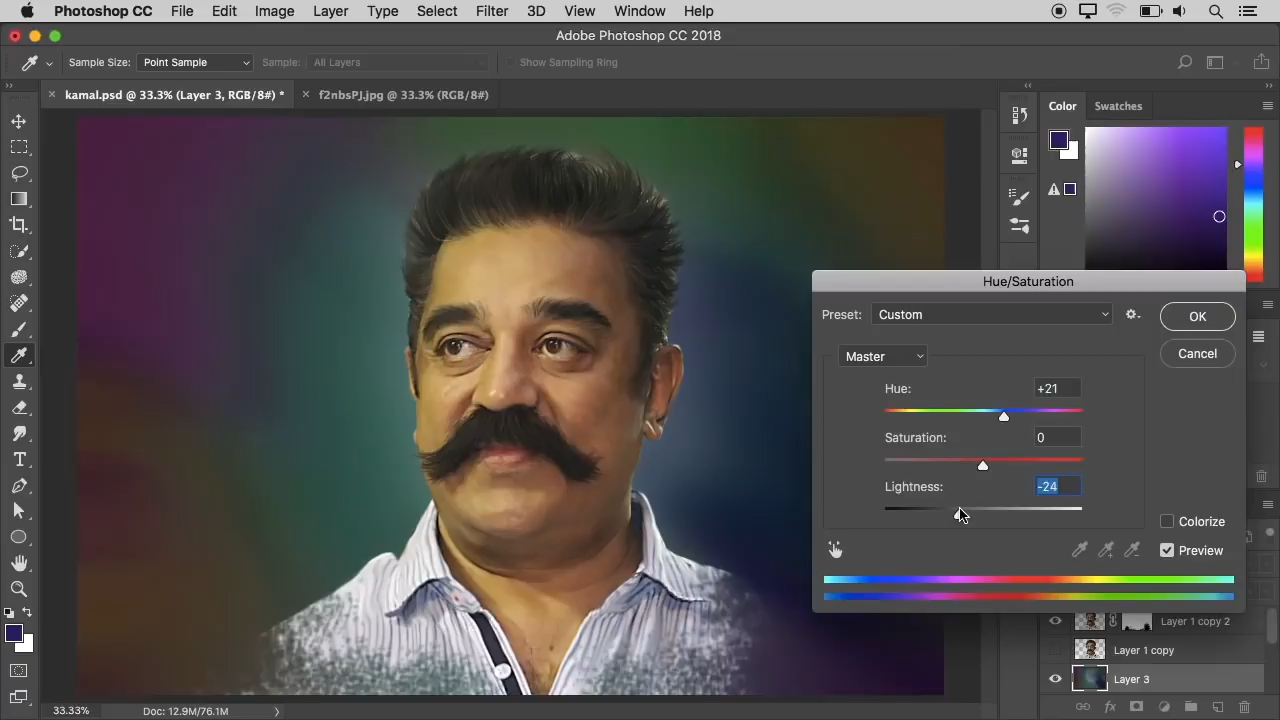 Photoshop CC File Edit Image Layer Type Select Filter 3D View Window Help
Adobe Photoshop CC 2018
Sample Size: Point Sample Sample: All Layers Show Sampling Ring
× kamal.psd @ 33.3% (Layer 3, RGB/8#) * × f2nbsPJ.jpg @ 33.3% (RGB/8#)
Color Swatches
Hue/Saturation
Preset: Custom
OK
Master
Cancel
Hue: +21
Saturation: 0
Lightness: -24
Colorize
Preview
Layer 1 copy 2
Layer 1 copy
Layer 3
33.33% Doc: 12.9M/76.1M